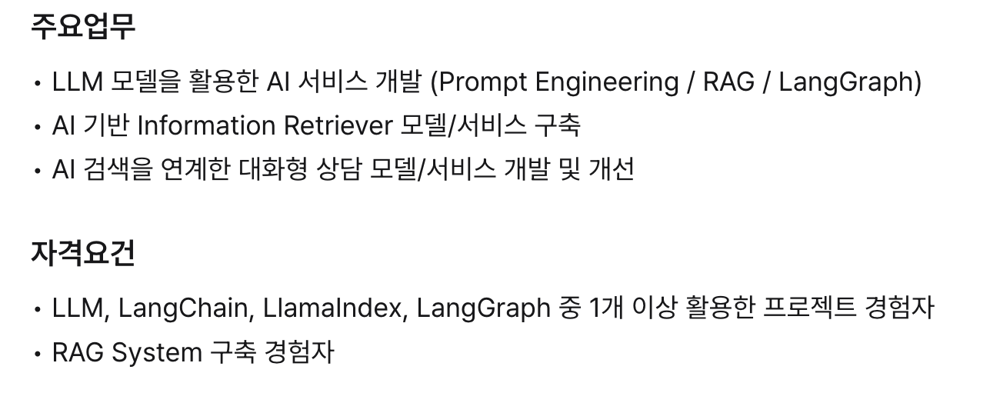 주요업무
• LLM 모델을 활용한 AI 서비스 개발 (Prompt Engineering / RAG / LangGraph)
• AI 기반 Information Retriever 모델/서비스 구축
• AI 검색을 연계한 대화형 상담 모델/서비스 개발 및 개선
자격요건
• LLM, LangChain, LlamaIndex, LangGraph 중 1개 이상 활용한 프로젝트 경험자
• RAG System 구축 경험자